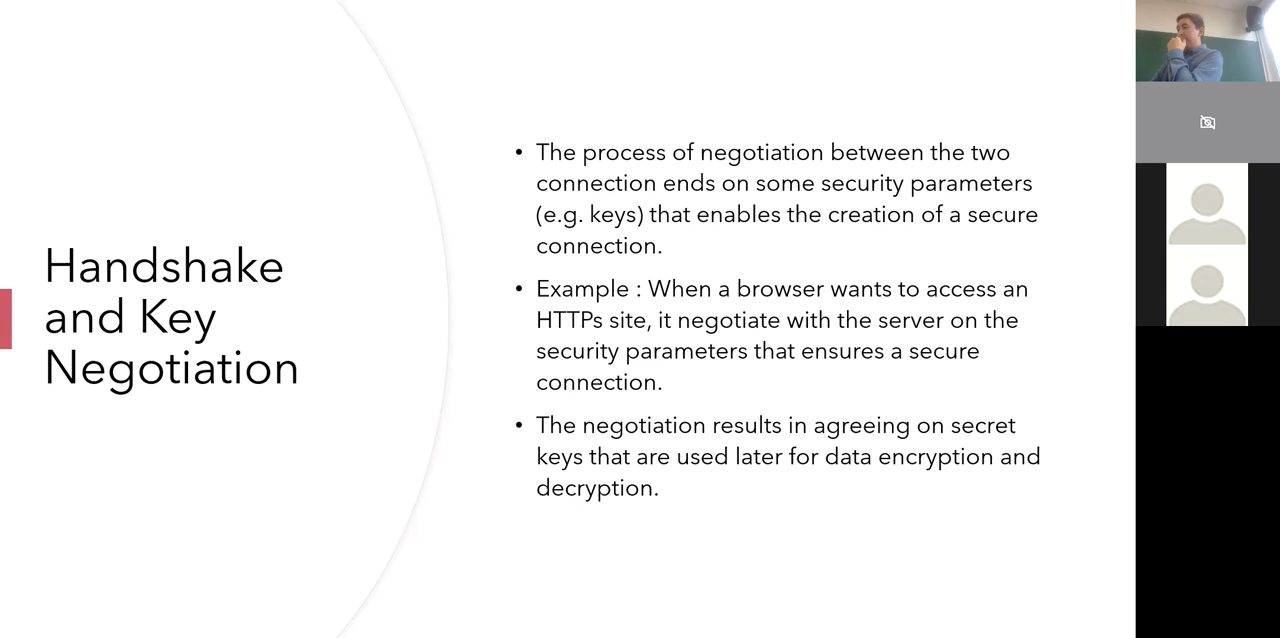 Handshake
and Key
Negotiation
• The process of negotiation between the two
connection ends on some security parameters
(e.g. keys) that enables the creation of a secure
connection.
• Example : When a browser wants to access an
HTTPs site, it negotiate with the server on the
security parameters that ensures a secure
connection.
• The negotiation results in agreeing on secret
keys that are used later for data encryption and
decryption.